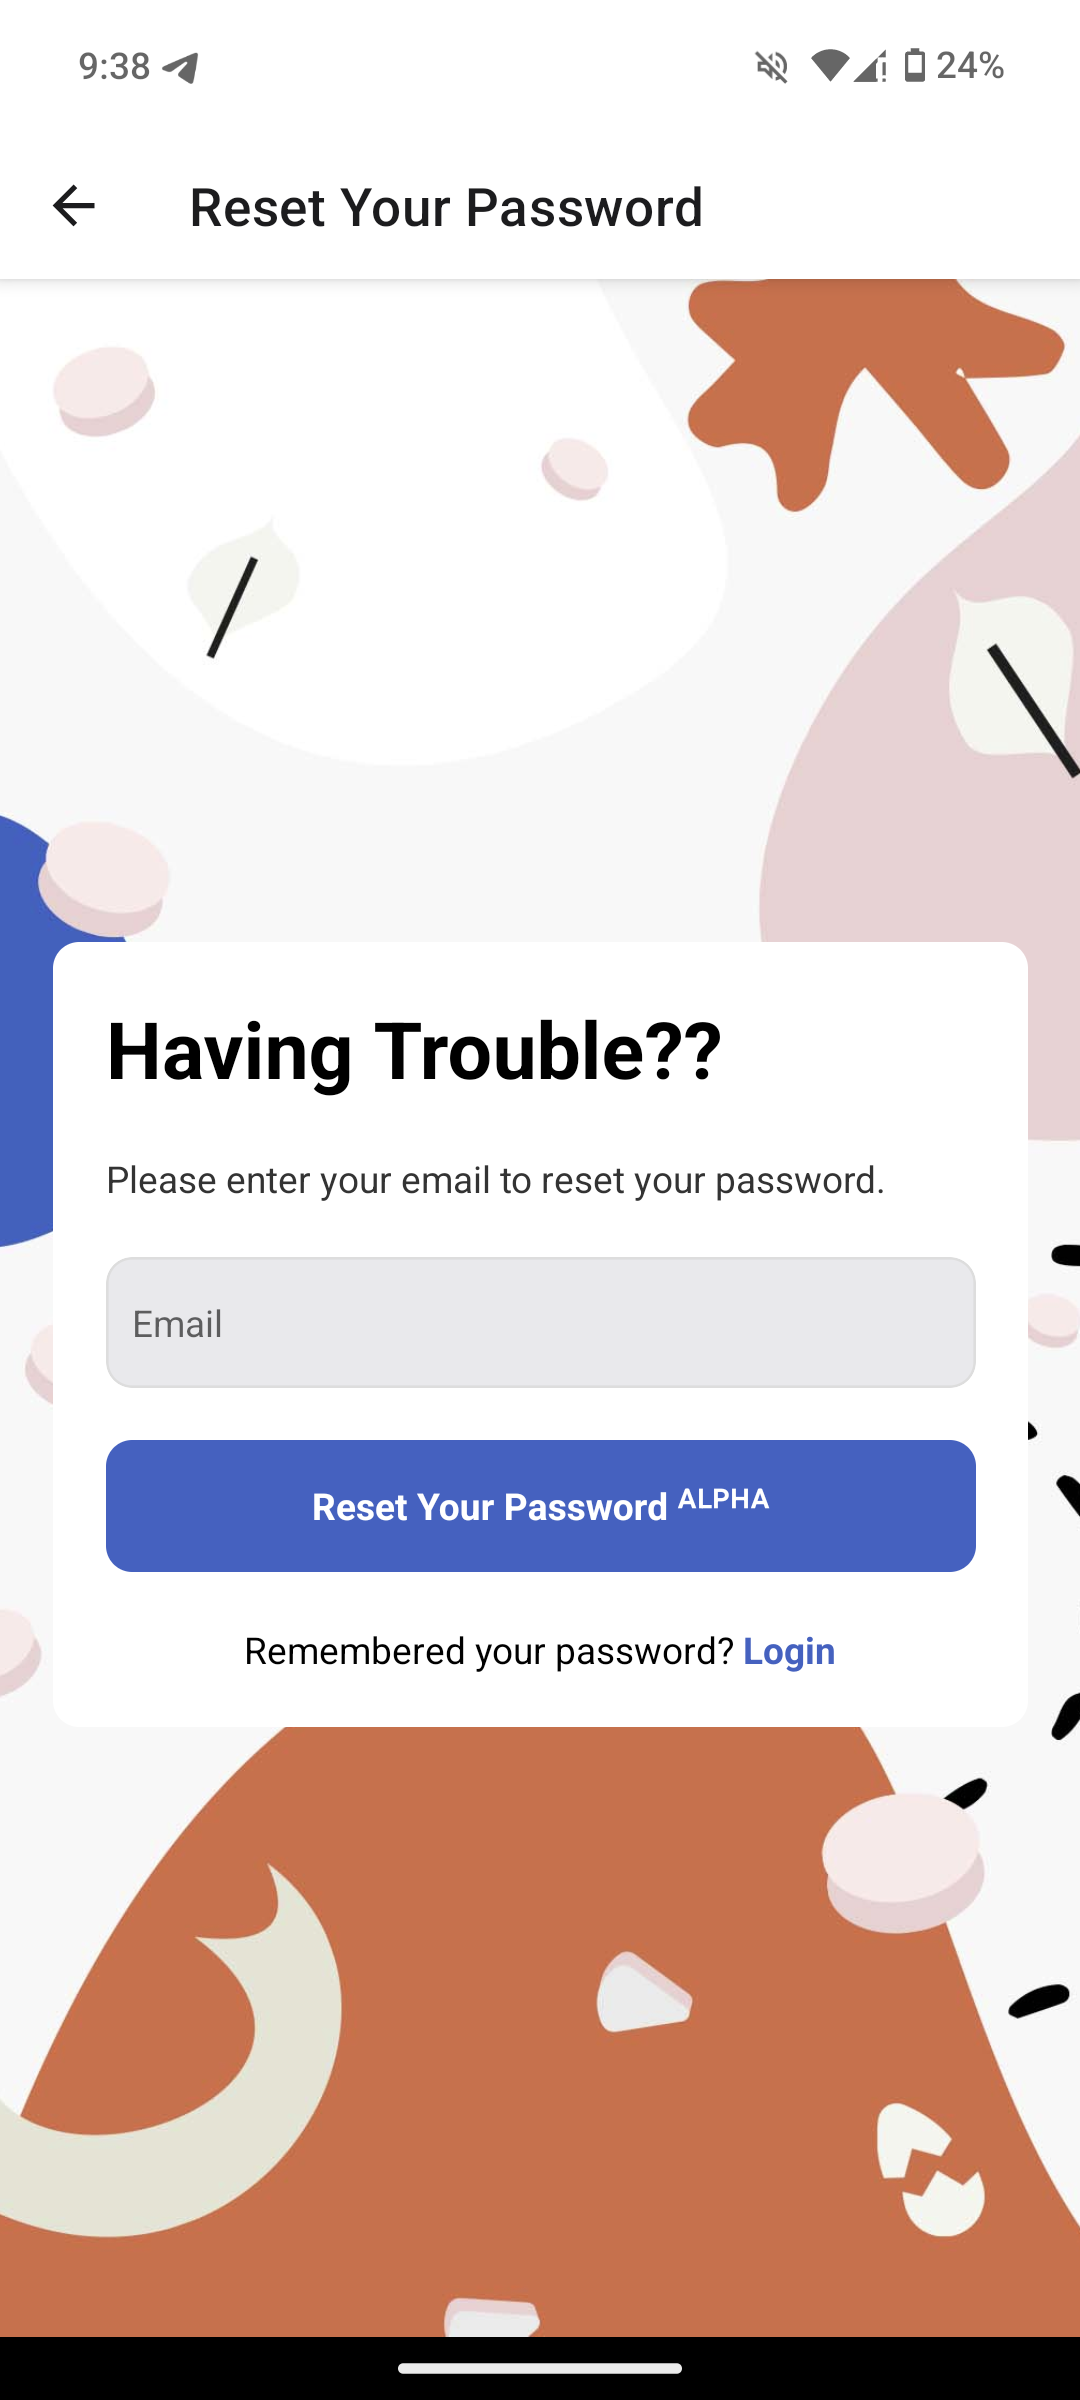 9:38
24%
Reset Your Password
Having Trouble??
Please enter your email to reset your password.
Email
Reset Your Password ALPHA
Remembered your password? Login